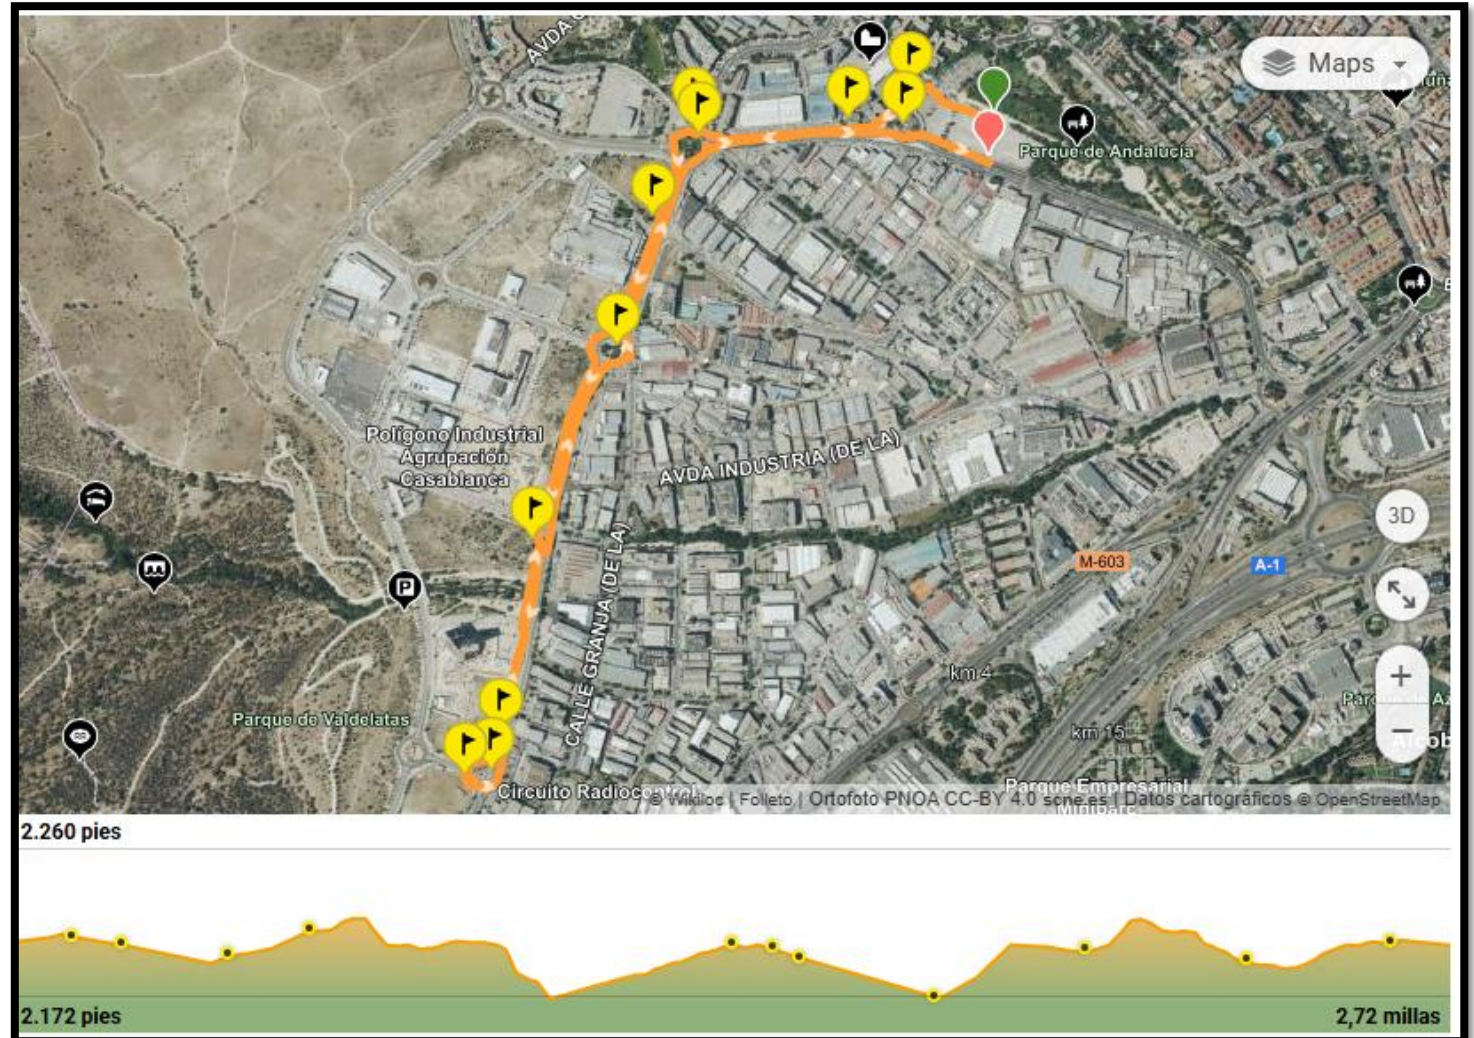 AVDA
Maps
Parque de Andalucía
Polígono Industrial
Agrupación
Casablanca
AVDA INDUSTRIA (DE LA)
3D
M-603
A-1
CALLE GRANJA (DE LA)
P
km 4
+
Parque de Valdelatas
km 15
−
Circuito Radiocontrol
Parque Empresarial
Miniparc
© Wikiloc | Folleto | Ortofoto PNOA CC-BY 4.0 scne.es | Datos cartográficos © OpenStreetMap
2.260 pies
2.172 pies
2,72 millas